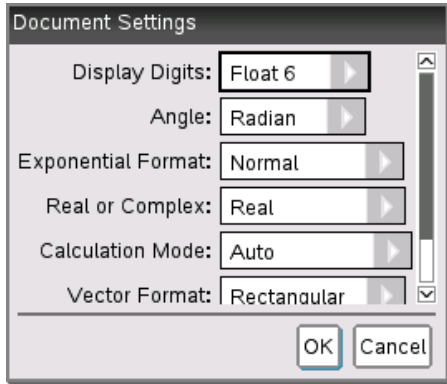 Document Settings
Display Digits: Float 6
Angle: Radian
Exponential Format: Normal
Real or Complex: Real
Calculation Mode: Auto
Vector Format: Rectangular
OK Cancel